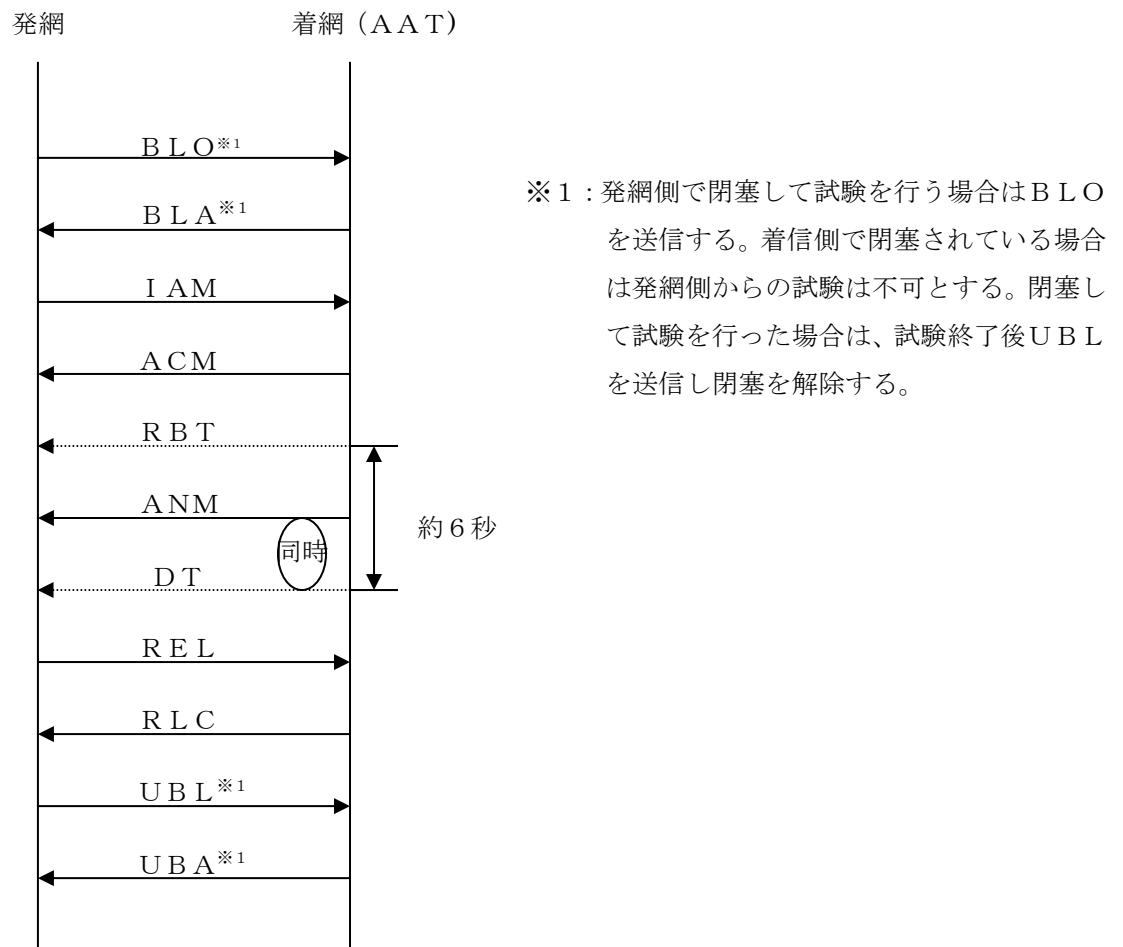 発網 着網（ＡＡＴ)
ＢＬＯ※1
ＢＬＡ※1
※１：発網側で閉塞して試験を行う場合はＢＬＯ
を送信する。着信側で閉塞されている場合
は発網側からの試験は不可とする。閉塞し
て試験を行った場合は、試験終了後ＵＢＬ
を送信し閉塞を解除する。
ＩＡＭ
ＡＣＭ
ＲＢＴ
ＡＮＭ
約６秒
同時
ＤＴ
ＲＥＬ
ＲＬＣ
ＵＢＬ※1
ＵＢＡ※1